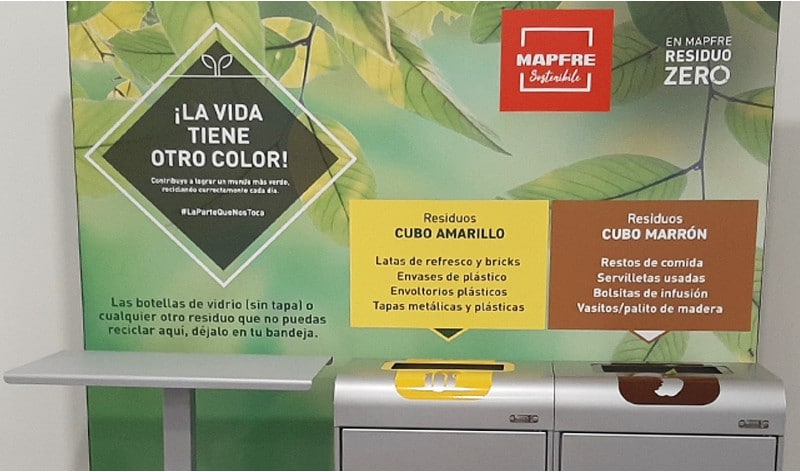 ¡LA VIDA
TIENE
OTRO COLOR!
Contribuye a lograr un mundo más verde,
reciclando correctamente cada día.
#LaParteQueNosToca
MAPFRE
Sostenibile
EN MAPFRE
RESIDUO
ZERO
Residuos
CUBO AMARILLO
Latas de refresco y bricks
Envases de plástico
Envoltorios plásticos
Tapas metálicas y plásticas
Residuos
CUBO MARRÓN
Restos de comida
Servilletas usadas
Bolsitas de infusión
Vasitos/palito de madera
Las botellas de vidrio (sin tapa) o
cualquier otro residuo que no puedas
reciclar aquí, déjalo en tu bandeja.